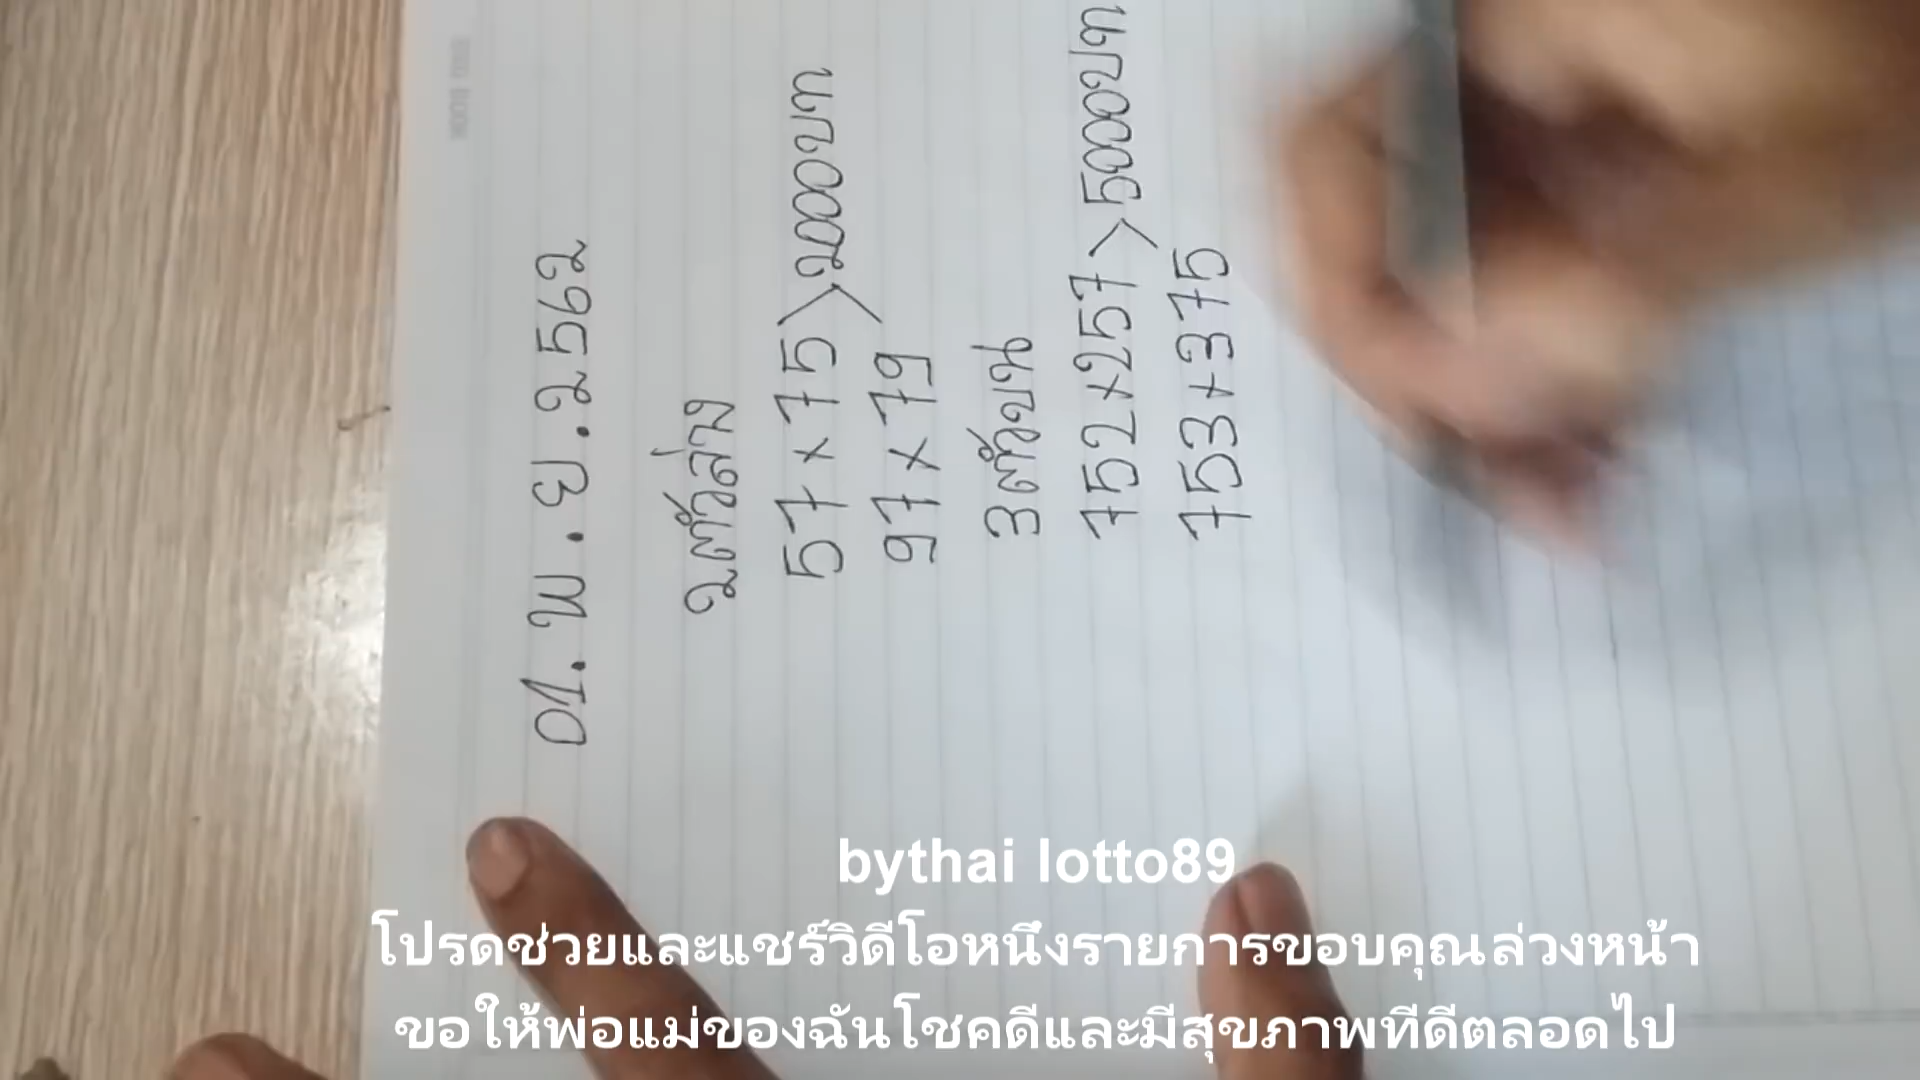 01.พ.ย.2562
2ตัวล่าง
57×75>2000บาท
97×79
3ตัวบน
752×257>500บาท
753×375
bythai lotto89
โปรดช่วยและแชร์วิดีโอหนึ่งรายการขอบคุณล่วงหน้า
ขอให้พ่อแม่ของฉันโชคดีและมีสุขภาพที่ดีตลอดไป